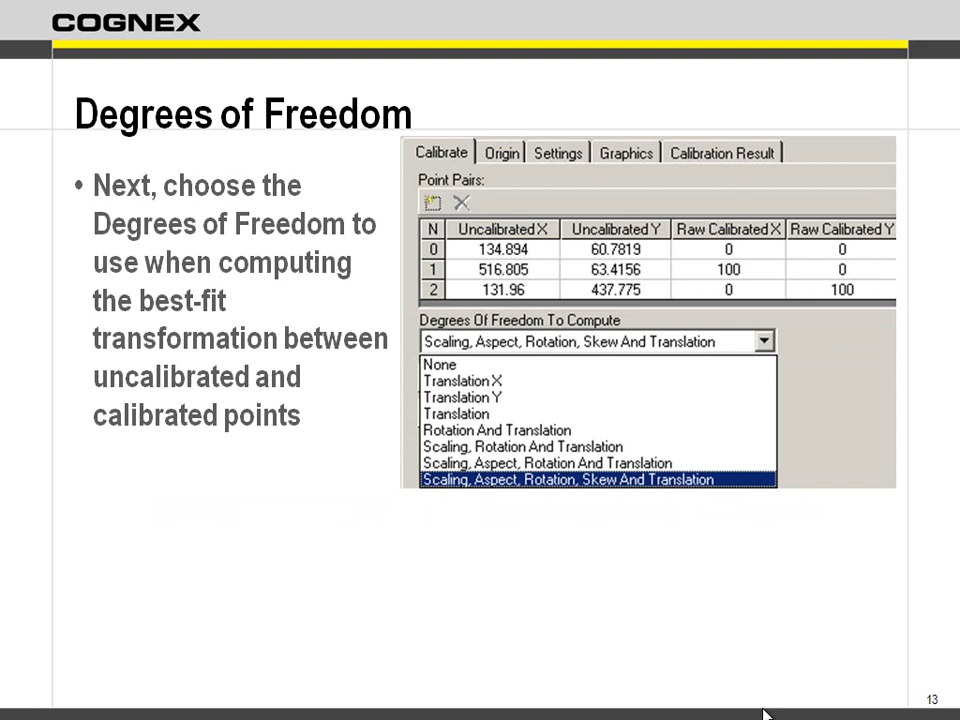 COGNEX
Degrees of Freedom
• Next, choose the
Degrees of Freedom to
use when computing
the best-fit
transformation between
uncalibrated and
calibrated points
Calibrate Origin Settings Graphics Calibration Result
Point Pairs:
N Uncalibrated X Uncalibrated Y Raw Calibrated X Raw Calibrated Y
0 134.894 60.7819 0 0
1 516.805 63.4156 100 0
2 131.96 437.775 0 100
Degrees Of Freedom To Compute
Scaling, Aspect, Rotation, Skew And Translation
None
Translation X
Translation Y
Translation
Rotation And Translation
Scaling, Rotation And Translation
Scaling, Aspect, Rotation And Translation
Scaling, Aspect, Rotation, Skew And Translation
13